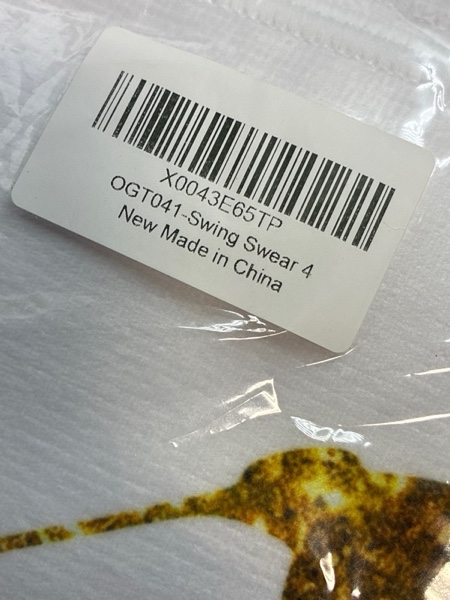 X0043E65TP
OGT041-Swing Swear 4
New Made in China